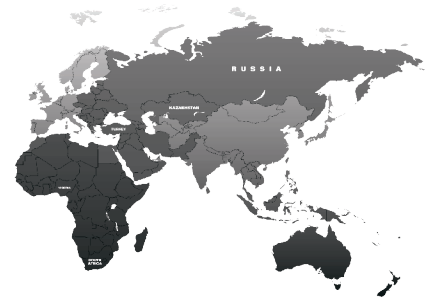 RUSSIA
KAZAKHSTAN
TURKEY
NIGERIA
SOUTH
AFRICA